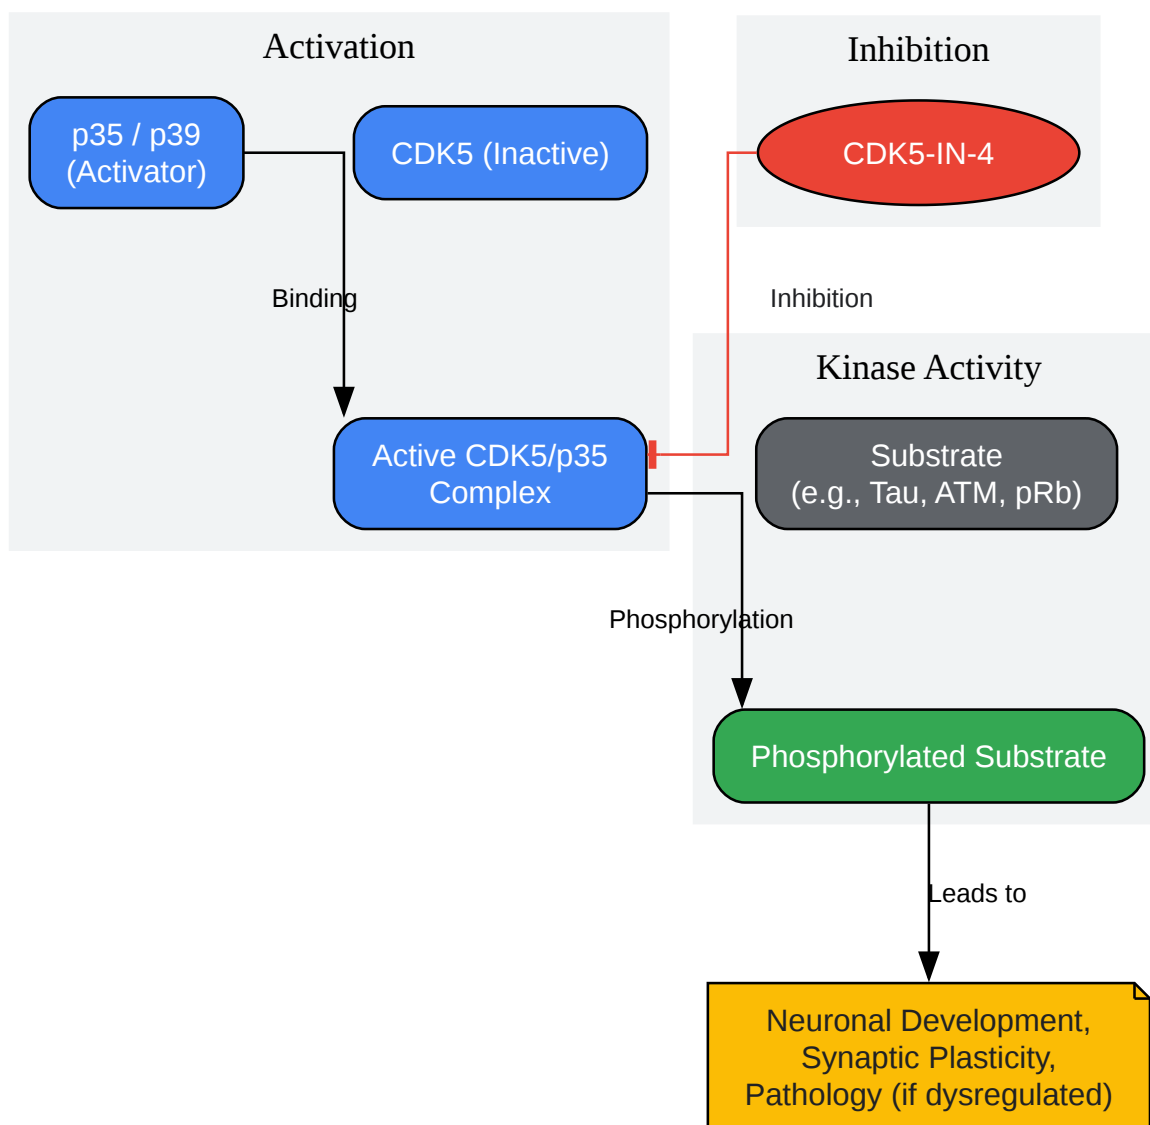 Activation
p35 / p39
(Activator)
CDK5 (Inactive)
Inhibition
CDK5-IN-4
Binding
Inhibition
Kinase Activity
Active CDK5/p35
Complex
Substrate
(e.g., Tau, ATM, pRb)
Phosphorylation
Phosphorylated Substrate
Leads to
Neuronal Development,
Synaptic Plasticity,
Pathology (if dysregulated)